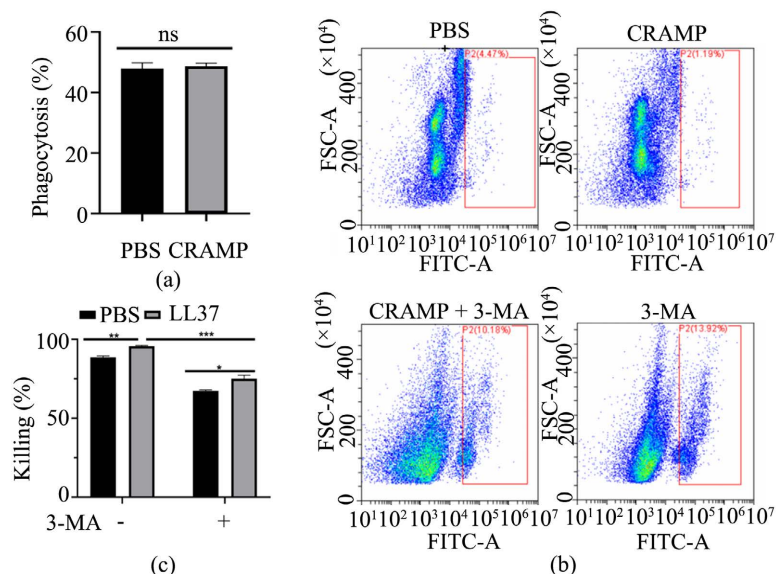 (a)
ns
Phagocytosis (%)
60
40
20
0
PBS CRAMP
(a)
(b)
PBS
P2(4.47%)
FSC-A (×10⁴)
400
200
0
10¹10²10³10⁴10⁵10⁶10⁷
FITC-A
CRAMP
P2(1.19%)
FSC-A (×10⁴)
400
200
0
10¹10²10³10⁴10⁵10⁶10⁷
FITC-A
(c)
PBS LL37
** ***
*
Killing (%)
100
75
50
3-MA - +
(c)
CRAMP + 3-MA
P2(10.18%)
FSC-A (×10⁴)
400
200
0
10¹10²10³10⁴10⁵10⁶10⁷
FITC-A
3-MA
P2(13.92%)
FSC-A (×10⁴)
400
200
0
10¹10²10³10⁴10⁵10⁶10⁷
FITC-A
(b)